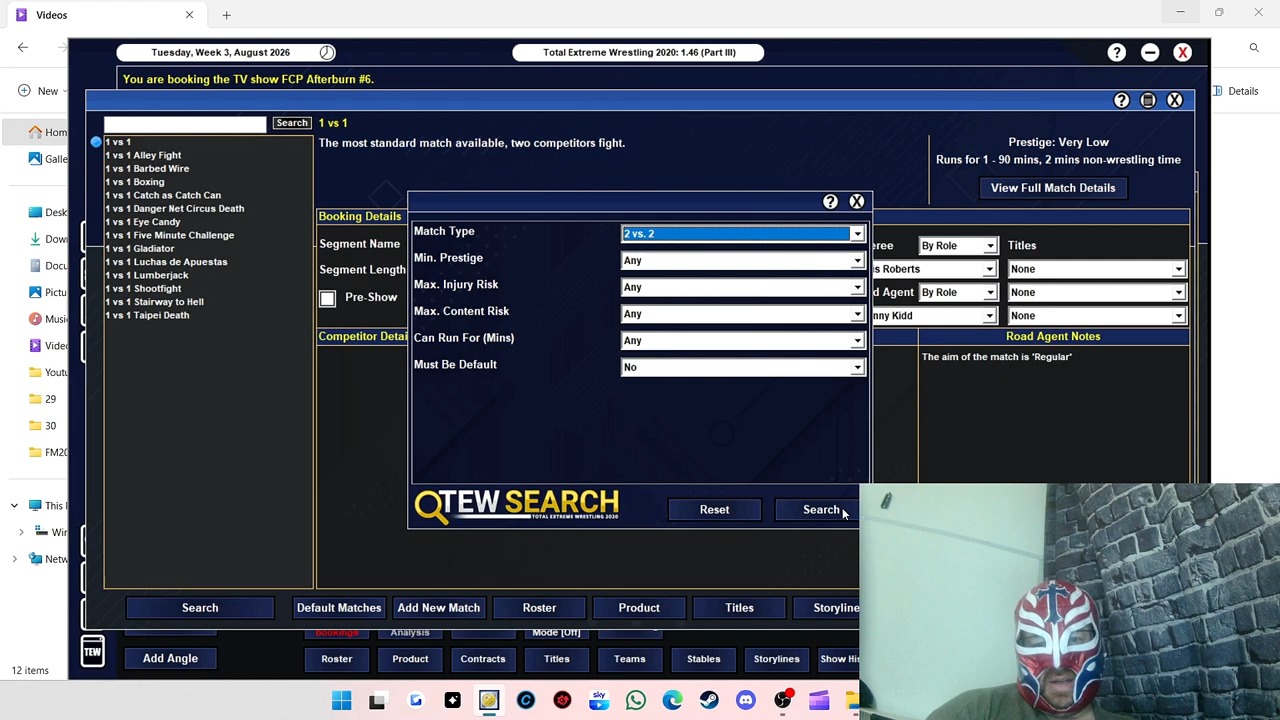 Videos
Tuesday, Week 3, August 2026
Total Extreme Wrestling 2020: 1.46 (Part III)
You are booking the TV show FCP Afterburn #6.
New
Details
Search
1 vs 1
Home
Galle
1 vs 1
1 vs 1 Alley Fight
1 vs 1 Barbed Wire
1 vs 1 Boxing
1 vs 1 Catch as Catch Can
1 vs 1 Danger Net Circus Death
1 vs 1 Eye Candy
1 vs 1 Five Minute Challenge
1 vs 1 Gladiator
1 vs 1 Luchas de Apuestas
1 vs 1 Lumberjack
1 vs 1 Shootfight
1 vs 1 Stairway to Hell
1 vs 1 Taipei Death
The most standard match available, two competitors fight.
Prestige: Very Low
Runs for 1 - 90 mins, 2 mins non-wrestling time
View Full Match Details
Desk
Down
Docu
Pictu
Music
Video
Youtu
29
30
FM20
This I
Win
Netw
Booking Details
Segment Name
Segment Length
Pre-Show
Competitor Detai
Match Type
2 vs. 2
Min. Prestige
Any
Max. Injury Risk
Any
Max. Content Risk
Any
Can Run For (Mins)
Any
Must Be Default
No
TEW SEARCH
TOTAL EXTREME WRESTLING 2020
Reset
Search
eree
By Role
Titles
is Roberts
None
d Agent
By Role
None
nny Kidd
None
Road Agent Notes
The aim of the match is 'Regular'
Search
Default Matches
Add New Match
Roster
Product
Titles
Storyline
Bookings
Analysis
Mode [Off]
TEW
Add Angle
Roster
Product
Contracts
Titles
Teams
Stables
Storylines
Show Hi
12 items
sky